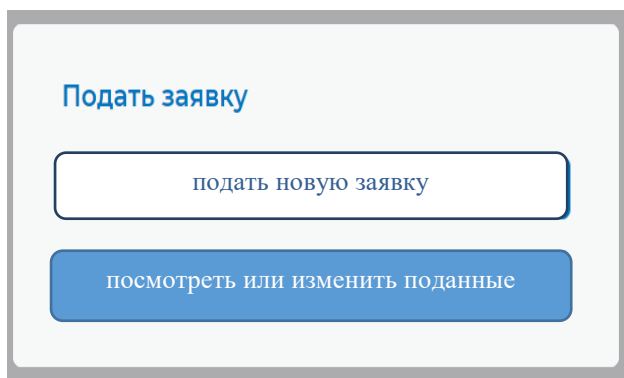 Подать заявку
подать новую заявку
посмотреть или изменить поданные